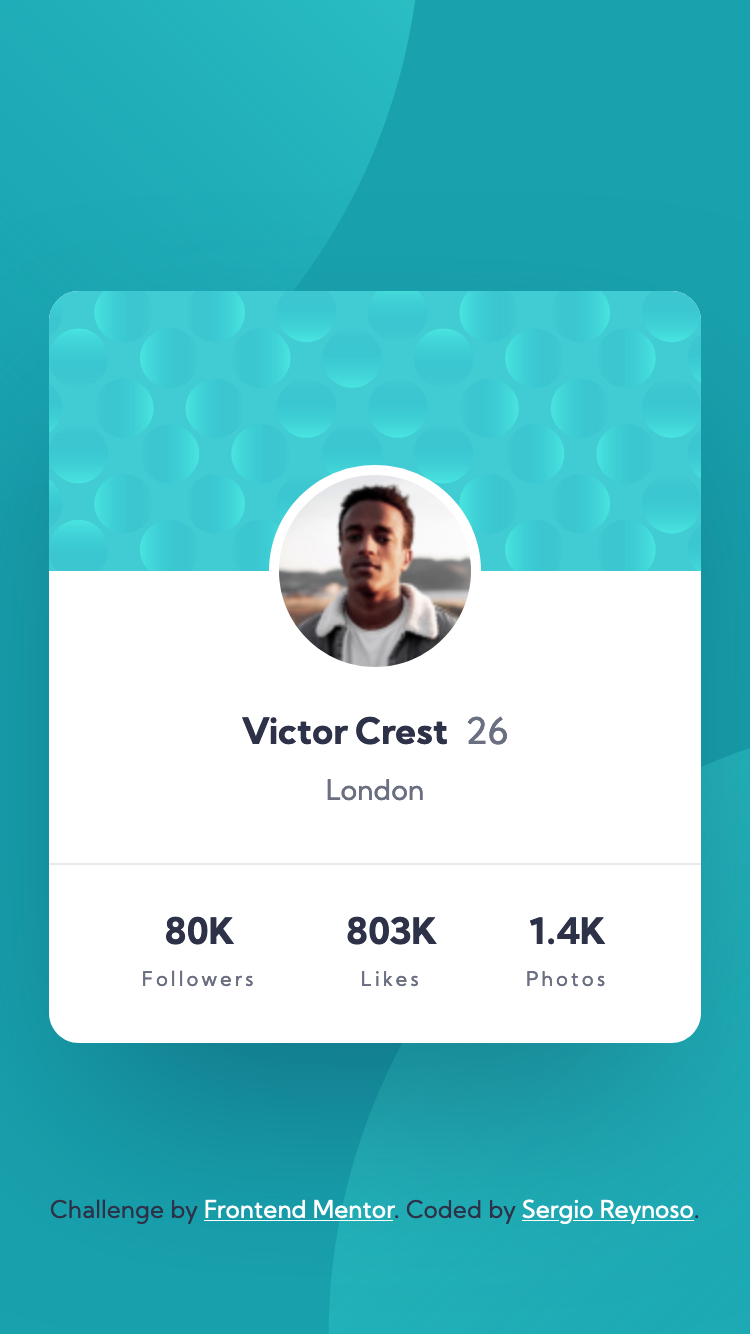 Victor Crest 26
London
80K 803K 1.4K
Followers Likes Photos
Challenge by Frontend Mentor. Coded by Sergio Reynoso.